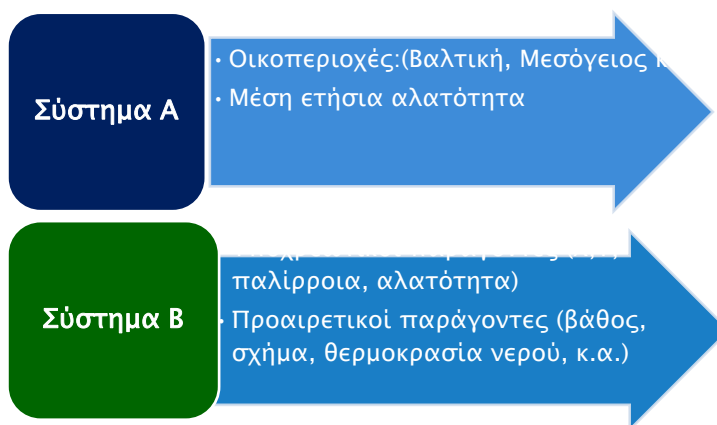 Σύστημα Α
• Οικοπεριοχές:(Βαλτική, Μεσόγειος
• Μέση ετήσια αλατότητα
Σύστημα Β
παλίρροια, αλατότητα)
• Προαιρετικοί παράγοντες (βάθος,
σχήμα, θερμοκρασία νερού, κ.α.)